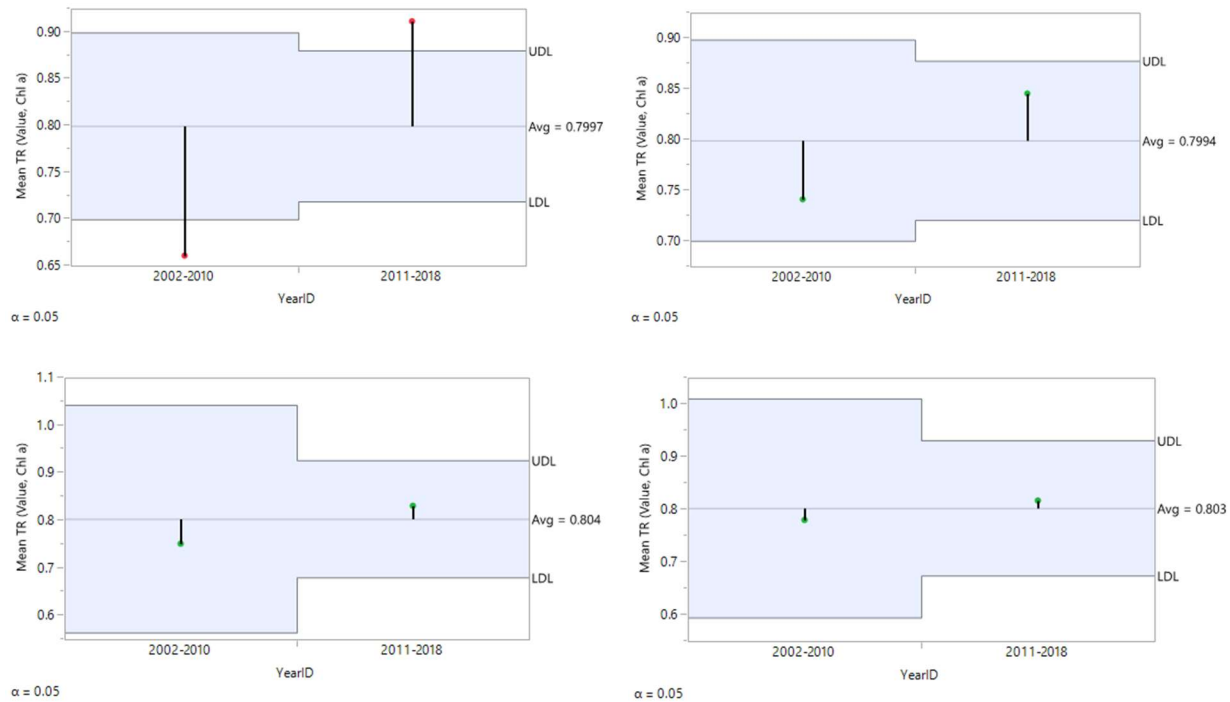 0.90
0.85
0.80
0.75
0.70
0.65
Mean TR (Value, Chl a)
UDL
Avg = 0.7997
LDL
2002-2010
2011-2018
YearID
α = 0.05
0.90
0.85
0.80
0.75
0.70
Mean TR (Value, Chl a)
UDL
Avg = 0.7994
LDL
2002-2010
2011-2018
YearID
α = 0.05
1.1
1.0
0.9
0.8
0.7
0.6
Mean TR (Value, Chl a)
UDL
Avg = 0.804
LDL
2002-2010
2011-2018
YearID
α = 0.05
1.0
0.9
0.8
0.7
0.6
Mean TR (Value, Chl a)
UDL
Avg = 0.803
LDL
2002-2010
2011-2018
YearID
α = 0.05